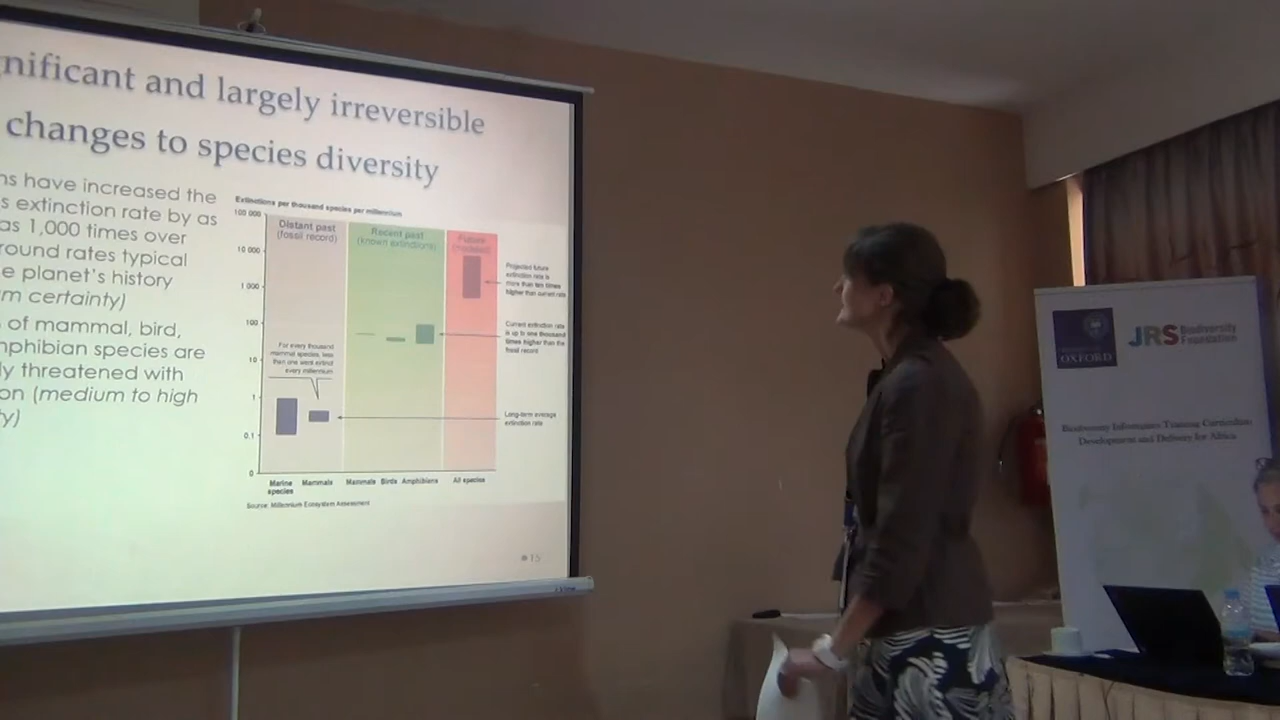 nificant and largely irreversible
changes to species diversity
ns have increased the
s extinction rate by as
as 1,000 times over
round rates typical
e planet's history
m certainty)
of mammal, bird,
mphibian species are
ly threatened with
on (medium to high
ty)
Extinctions per thousand species per millennium
100 000
10 000
1 000
100
10
1
0.1
0
Distant past
(fossil record)
Recent past
(known extinctions)
Future
(modeled)
For every thousand
mammal species, less
than one went extinct
every millennium
Projected future
extinction rate is
more than ten times
higher than current rate
Current extinction rate
is up to one thousand
times higher than the
fossil record
Long-term average
extinction rate
Marine
species
Mammals
Mammals
Birds
Amphibians
All species
Source: Millennium Ecosystem Assessment
15
OXFORD
JRS Biodiversity
Foundation
Biodiversity Informatics Training Curriculum
Development and Delivery for Africa